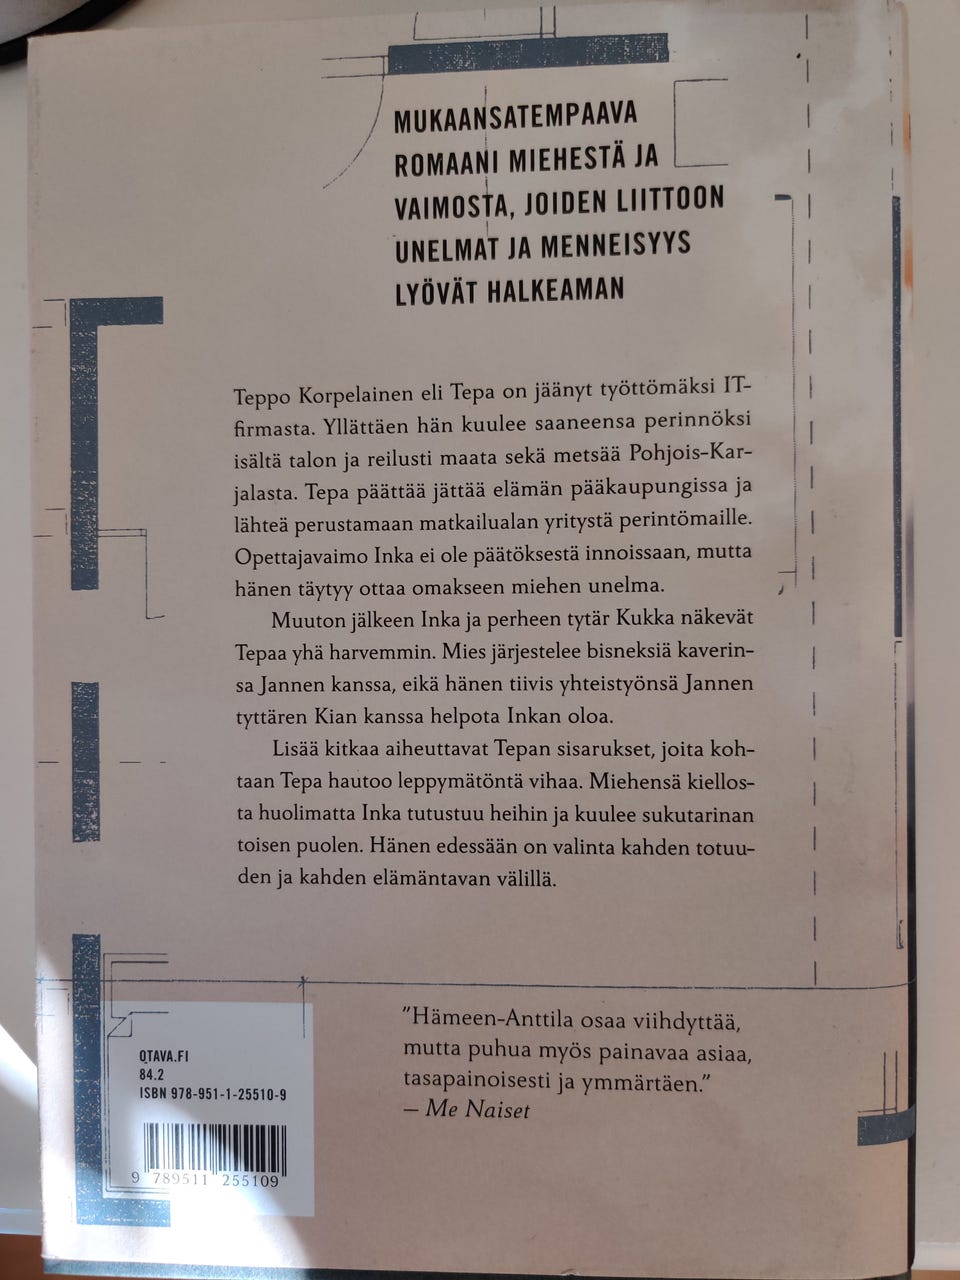 MUKAANSATEMPAAVA
ROMAANI MIEHESTÄ JA
VAIMOSTA, JOIDEN LIITTOON
UNELMAT JA MENNEISYYS
LYÖVÄT HALKEAMAN
Teppo Korpelainen eli Tepa on jäänyt työttömäksi IT-
firmasta. Yllättäen hän kuulee saaneensa perinnöksi
isältä talon ja reilusti maata sekä metsää Pohjois-Kar-
jalasta. Tepa päättää jättää elämän pääkaupungissa ja
lähteä perustamaan matkailualan yritystä perintömaille.
Opettajavaimo Inka ei ole päätöksestä innoissaan, mutta
hänen täytyy ottaa omakseen miehen unelma.
Muuton jälkeen Inka ja perheen tytär Kukka näkevät
Tepaa yhä harvemmin. Mies järjestelee bisneksiä kaverin-
sa Jannen kanssa, eikä hänen tiivis yhteistyönsä Jannen
tyttären Kian kanssa helpota Inkan oloa.
Lisää kitkaa aiheuttavat Tepan sisarukset, joita koh-
taan Tepa hautoo leppymätöntä vihaa. Miehensä kiellos-
ta huolimatta Inka tutustuu heihin ja kuulee sukutarinan
toisen puolen. Hänen edessään on valinta kahden totuu-
den ja kahden elämäntavan välillä.
"Hämeen-Anttila osaa viihdyttää,
mutta puhua myös painavaa asiaa,
tasapainoisesti ja ymmärtäen."
– Me Naiset
OTAVA.FI
84.2
ISBN 978-951-1-25510-9
9 789511 255109